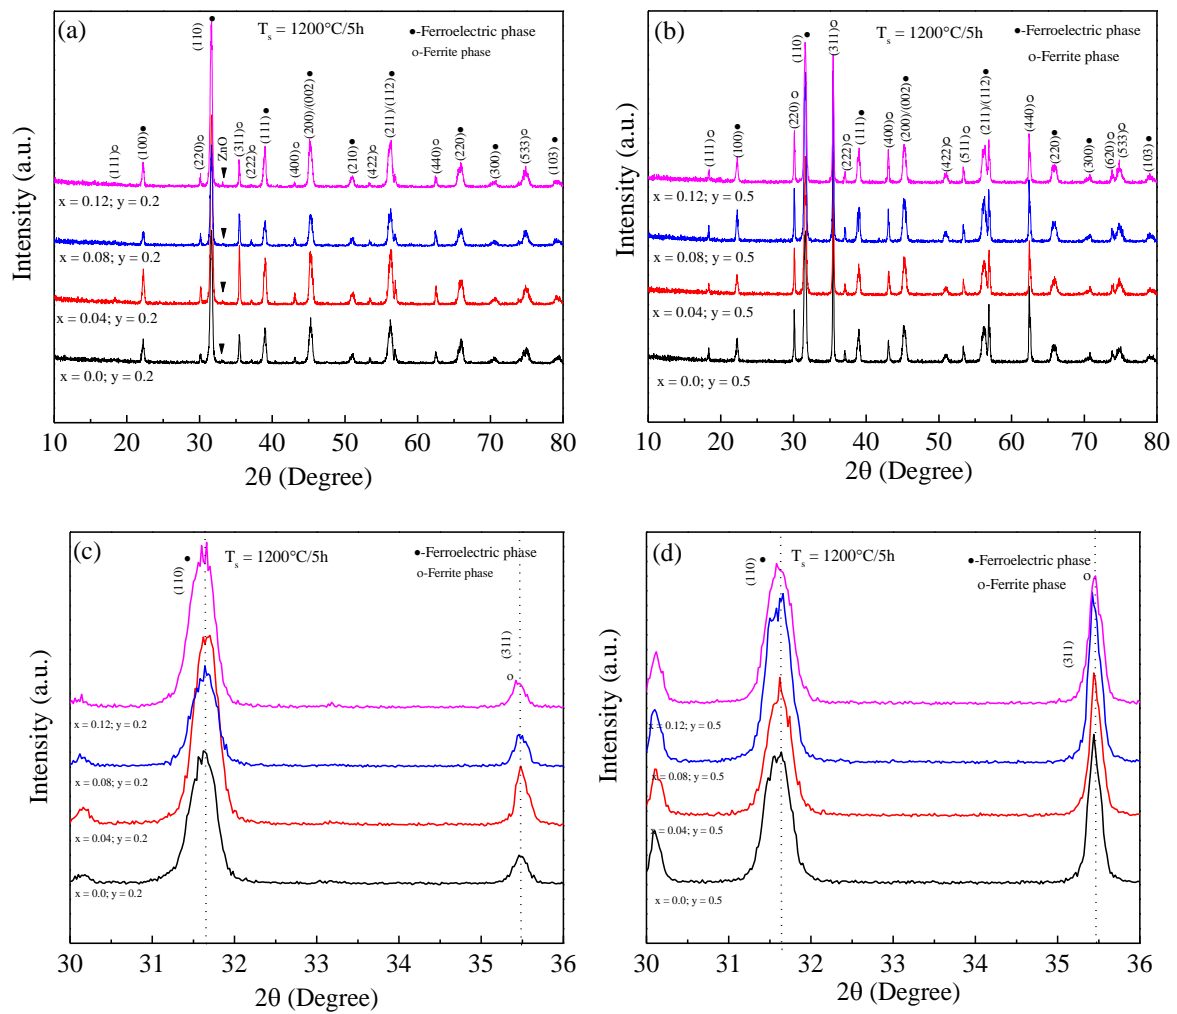 (a)
T_s = 1200°C/5h
●-Ferroelectric phase
o-Ferrite phase
(111)o
(100)●
(220)o
(110)
●
ZnO
(311)o
(222)o
(111)●
(400)o
(200)/(002)●
(210)●
(422)o
(211)/(112)●
(440)o
(220)●
(300)●
(533)o
(103)●
x = 0.12; y = 0.2
x = 0.08; y = 0.2
x = 0.04; y = 0.2
x = 0.0; y = 0.2
Intensity (a.u.)
10 20 30 40 50 60 70 80
2θ (Degree)
(b)
T_s = 1200°C/5h
●-Ferroelectric phase
o-Ferrite phase
(111)o
(100)●
(220) o
(110)
●
(311)o
(222)o
(111)●
(400)o
(200)/(002)●
(422)o
(511)o
(211)/(112)●
(440)o
(220)●
(300)●
(620)o
(533)o
(103)●
x = 0.12; y = 0.5
x = 0.08; y = 0.5
x = 0.04; y = 0.5
x = 0.0; y = 0.5
Intensity (a.u.)
10 20 30 40 50 60 70 80
2θ (Degree)
(c)
T_s = 1200°C/5h
●-Ferroelectric phase
o-Ferrite phase
(110)
●
(311)
o
x = 0.12; y = 0.2
x = 0.08; y = 0.2
x = 0.04; y = 0.2
x = 0.0; y = 0.2
Intensity (a.u.)
30 31 32 33 34 35 36
2θ (Degree)
(d)
T_s = 1200°C/5h
●-Ferroelectric phase
o-Ferrite phase
(110)
●
o
(311)
x = 0.12; y = 0.5
x = 0.08; y = 0.5
x = 0.04; y = 0.5
x = 0.0; y = 0.5
Intensity (a.u.)
30 31 32 33 34 35 36
2θ (Degree)